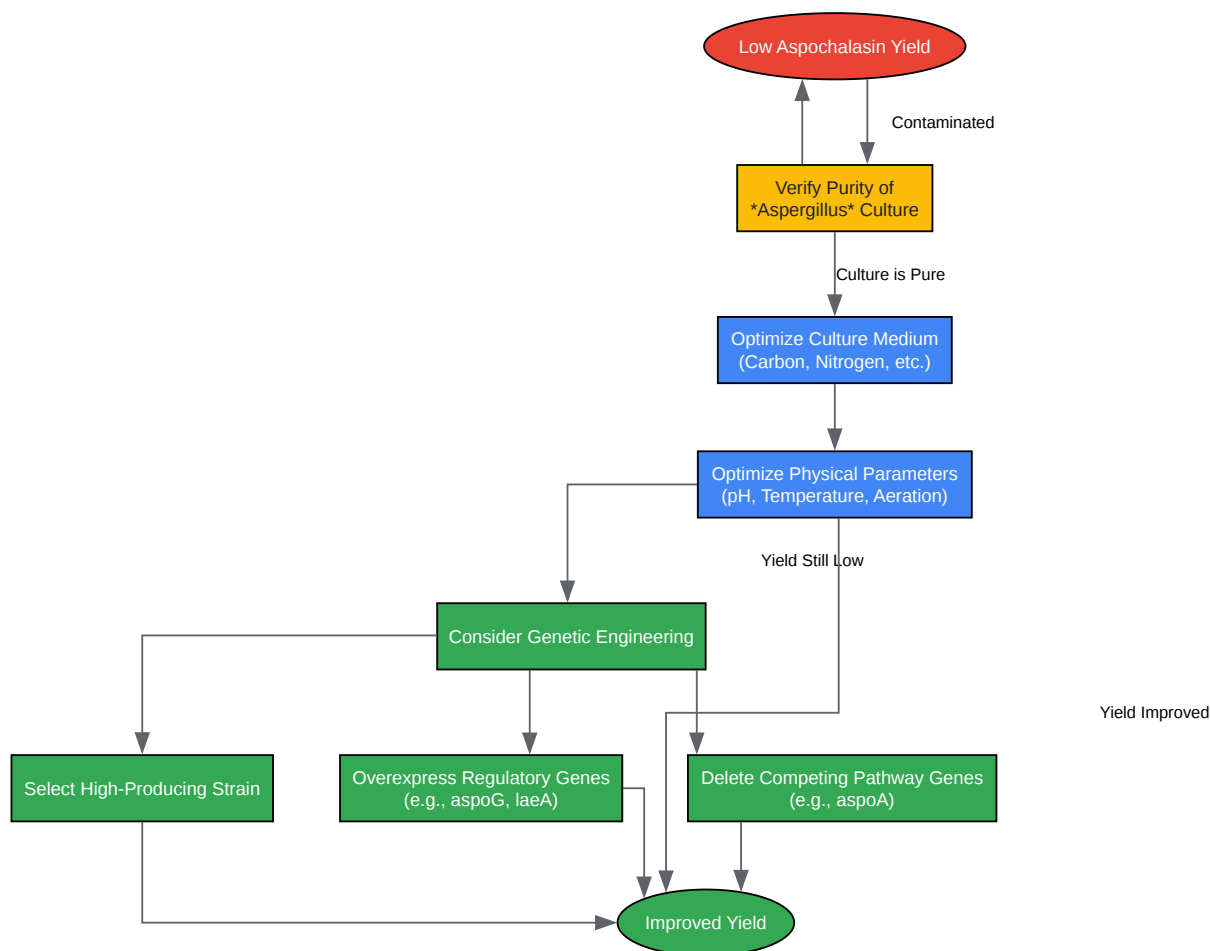 Low Aspochalasin Yield
Contaminated
Verify Purity of
*Aspergillus* Culture
Culture is Pure
Optimize Culture Medium
(Carbon, Nitrogen, etc.)
Optimize Physical Parameters
(pH, Temperature, Aeration)
Yield Still Low
Consider Genetic Engineering
Yield Improved
Select High-Producing Strain
Overexpress Regulatory Genes
(e.g., aspoG, laeA)
Delete Competing Pathway Genes
(e.g., aspoA)
Improved Yield